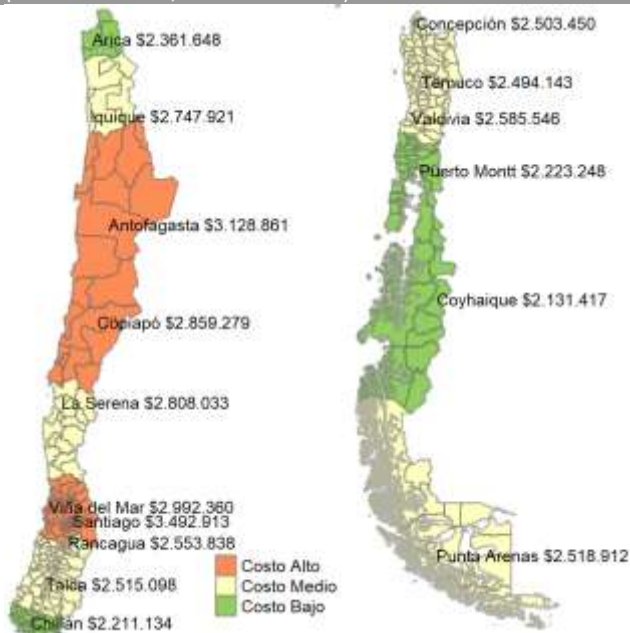 Arica $2.361.648
Iquique $2.747.921
Antofagasta $3.128.861
Copiapó $2.859.279
La Serena $2.808.033
Viña del Mar $2.992.360
Santiago $3.492.913
Rancagua $2.553.838
Talca $2.515.098
Chillán $2.211.134
Costo Alto
Costo Medio
Costo Bajo
Concepción $2.503.450
Temuco $2.494.143
Valdivia $2.585.546
Puerto Montt $2.223.248
Coyhaique $2.131.417
Punta Arenas $2.518.912